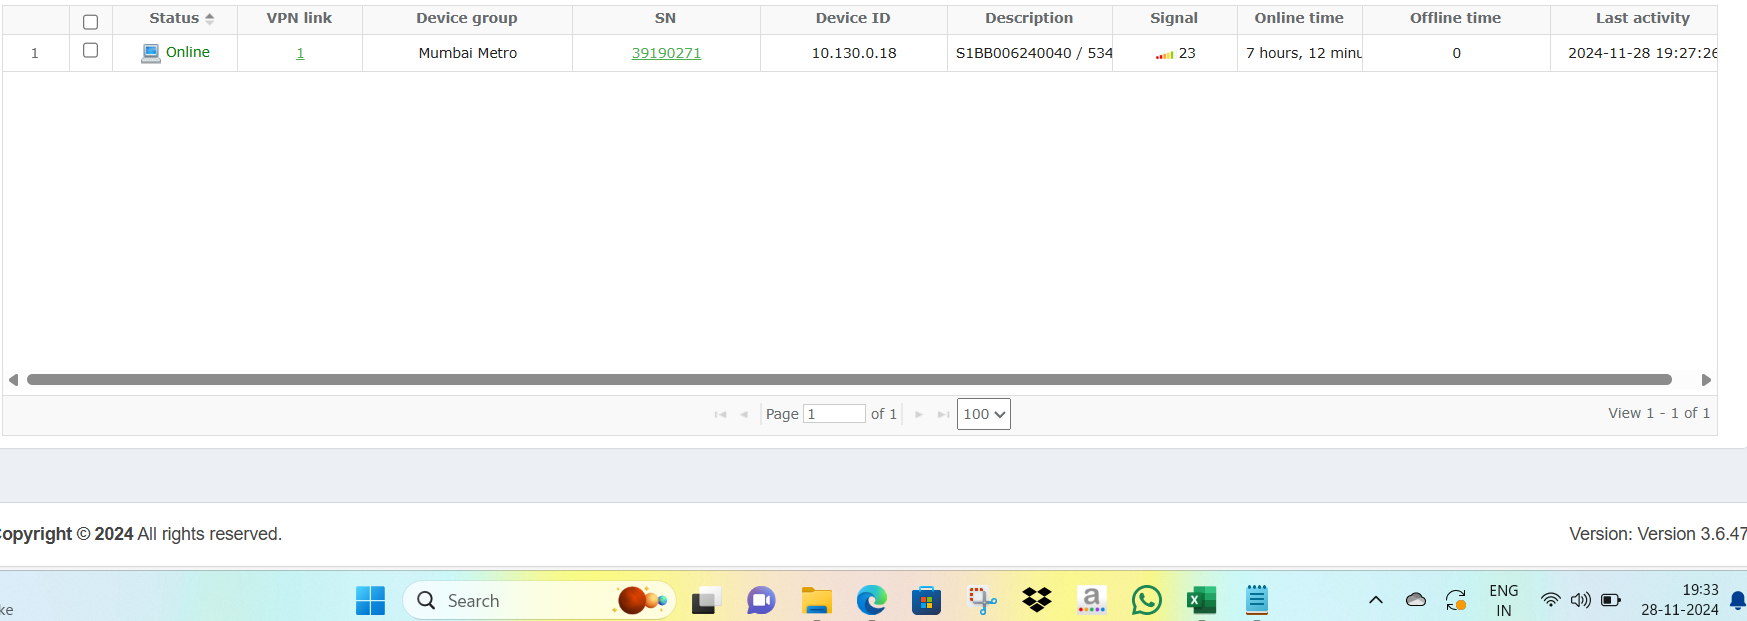 Status VPN link Device group SN Device ID Description Signal Online time Offline time Last activity
1 Online 1 Mumbai Metro 39190271 10.130.0.18 S1BB006240040 / 534 23 7 hours, 12 minu 0 2024-11-28 19:27:26
Page 1 of 1 100 View 1 - 1 of 1
opyright © 2024 All rights reserved. Version: Version 3.6.47
ke Search a ENG IN 19:33 28-11-2024